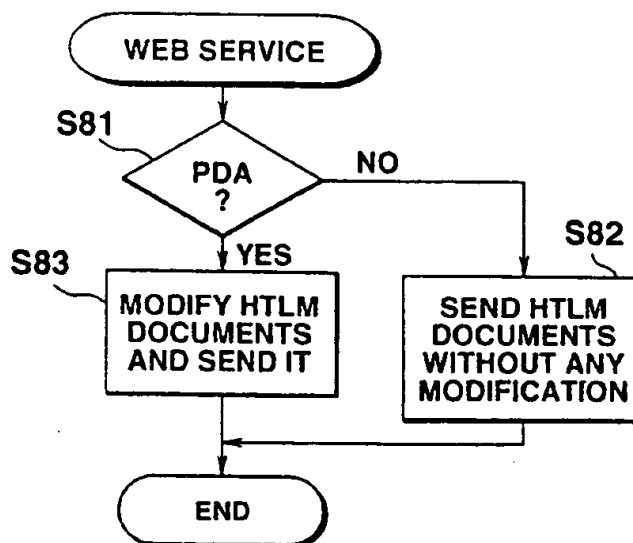 WEB SERVICE
S81
PDA
?
NO
YES
S83
MODIFY HTLM
DOCUMENTS
AND SEND IT
S82
SEND HTLM
DOCUMENTS
WITHOUT ANY
MODIFICATION
END